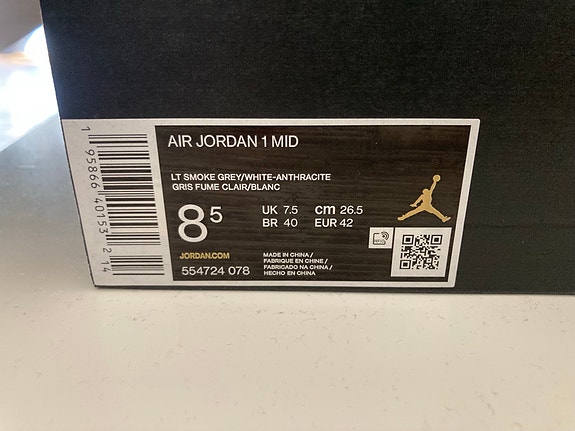 AIR JORDAN 1 MID
LT SMOKE GREY/WHITE-ANTHRACITE
GRIS FUME CLAIR/BLANC
8 5
UK 7.5 cm 26.5
BR 40 EUR 42
JORDAN.COM
554724 078
MADE IN CHINA /
FABRIQUE EN CHINE /
FABRICADO NA CHINA /
HECHO EN CHINA
1 95866 40153 2 14